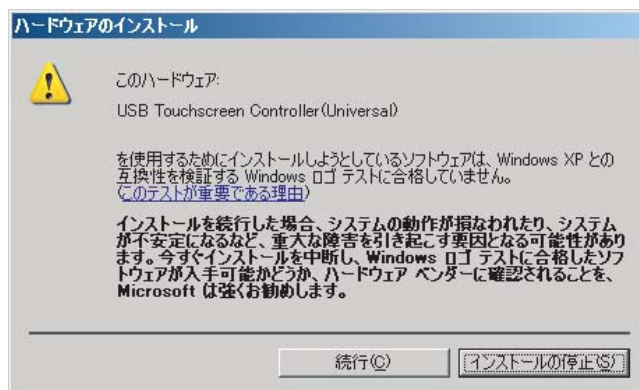 ハードウェアのインストール
このハードウェア:
USB Touchscreen Controller(Universal)
を使用するためにインストールしようとしているソフトウェアは、Windows XP との
互換性を検証する Windows ロゴ テストに合格していません。
(このテストが重要である理由)
インストールを続行した場合、システムの動作が損なわれたり、システム
が不安定になるなど、重大な障害を引き起こす要因となる可能性があり
ます。今すぐインストールを中断し、Windows ロゴ テストに合格したソフ
トウェアが入手可能かどうか、ハードウェア ベンダーに確認されることを、
Microsoft は強くお勧めします。
続行(C)
インストールの停止(S)